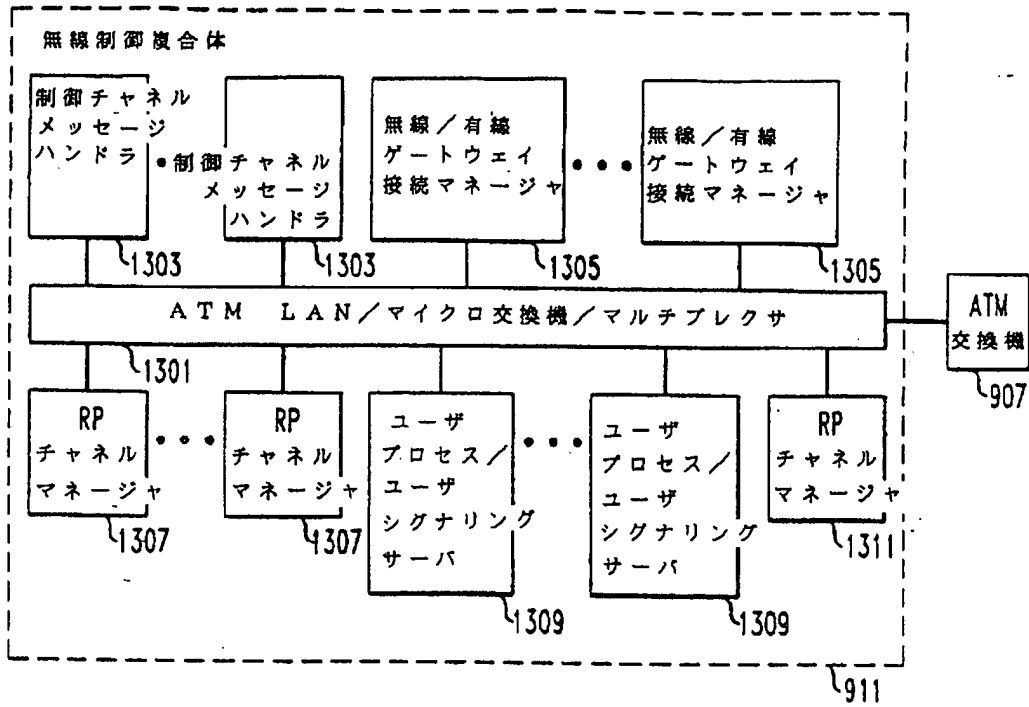 無線制御複合体
制御チャネル
メッセージ
ハンドラ
制御チャネル
メッセージ
ハンドラ
無線/有線
ゲートウェイ
接続マネージャ
無線/有線
ゲートウェイ
接続マネージャ
1303
1303
1305
1305
ATM LAN/マイクロ交換機/マルチプレクサ
ATM
交換機
1301
907
RP
チャネル
マネージャ
RP
チャネル
マネージャ
ユーザ
プロセス/
ユーザ
シグナリング
サーバ
ユーザ
プロセス/
ユーザ
シグナリング
サーバ
RP
チャネル
マネージャ
1307
1307
1311
1309
1309
911